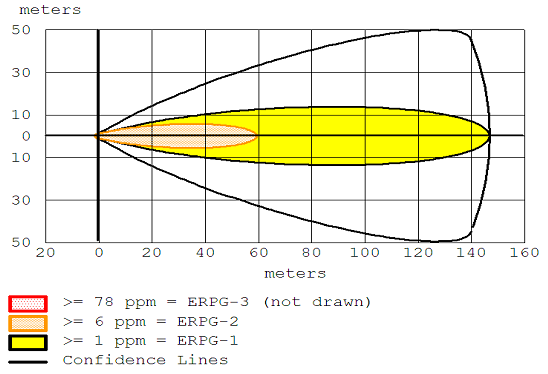 meters
50
30
10
0
10
30
50
20 0 20 40 60 80 100 120 140 160
meters
>= 78 ppm = ERPG-3 (not drawn)
>= 6 ppm = ERPG-2
>= 1 ppm = ERPG-1
Confidence Lines